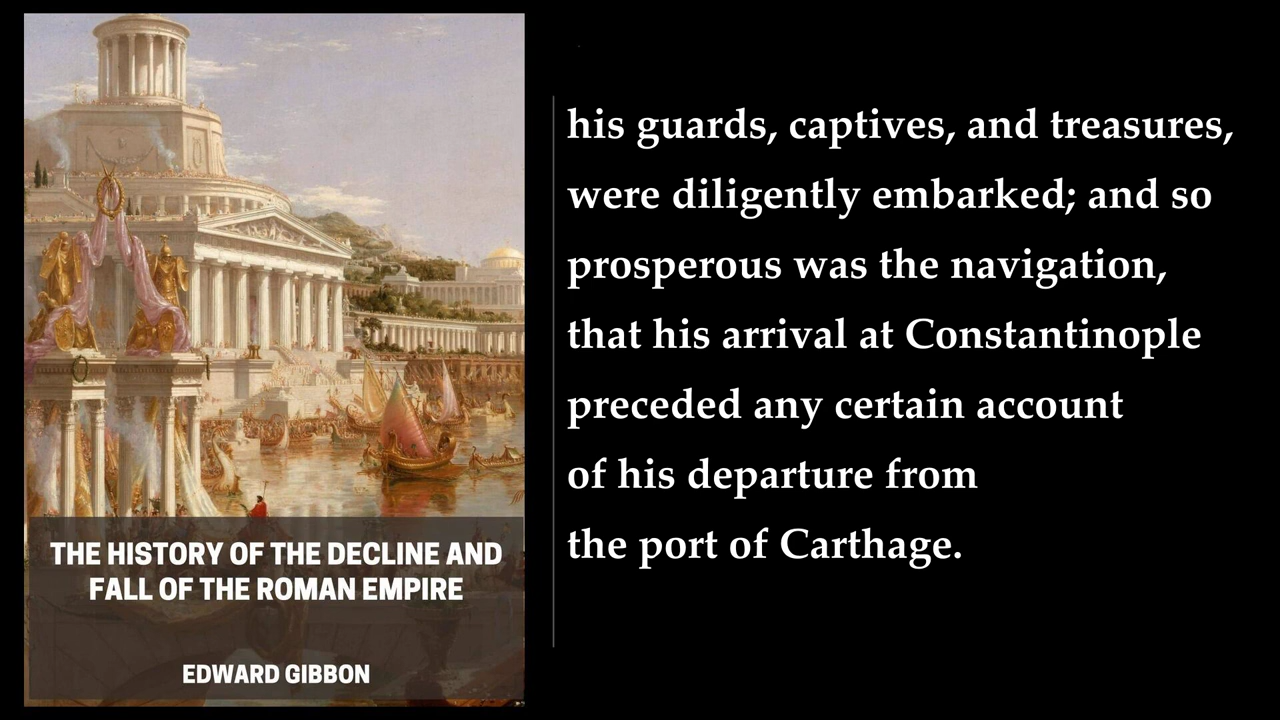 THE HISTORY OF THE DECLINE AND
FALL OF THE ROMAN EMPIRE
EDWARD GIBBON
his guards, captives, and treasures,
were diligently embarked; and so
prosperous was the navigation,
that his arrival at Constantinople
preceded any certain account
of his departure from
the port of Carthage.